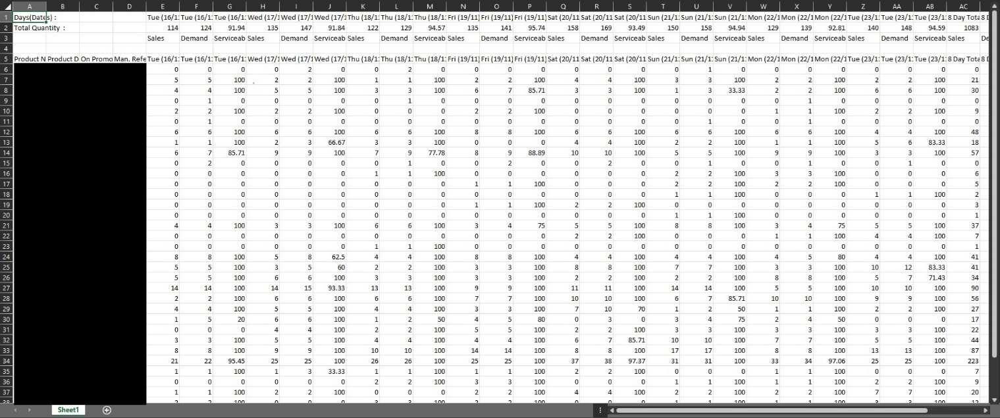 A B C D E F G H I J K L M N O P Q R S T U V W X Y Z AA AB AC
1 Days(Dates) : Tue (16/1 Tue (16/1 Tue (16/1 Wed (17/1 Wed (17/1 Wed (17/1 Thu (18/1 Thu (18/1 Thu (18/1 Fri (19/11) Fri (19/11) Fri (19/11) Sat (20/11 Sat (20/11 Sat (20/11 Sun (21/1 Sun (21/1 Sun (21/1 Mon (22/1 Mon (22/1 Mon (22/1 Tue (23/1 Tue (23/1 Tue (23/1 8 Day Tota 8
2 Total Quantity : 114 124 91.94 135 147 91.84 122 129 94.57 135 141 95.74 158 169 93.49 150 158 94.94 129 139 92.81 140 148 94.59 1083
3 Sales Demand Serviceab Sales Demand Serviceab Sales Demand Serviceab Sales Demand Serviceab Sales Demand Serviceab Sales Demand Serviceab Sales Demand Serviceab Sales Demand Serviceab Sales De
4
5 Product N Product D On Promo Man. Refe Tue (16/1 Tue (16/1 Tue (16/1 Wed (17/1 Wed (17/1 Wed (17/1 Thu (18/1 Thu (18/1 Thu (18/1 Fri (19/11) Fri (19/11) Fri (19/11) Sat (20/11 Sat (20/11 Sat (20/11 Sun (21/1 Sun (21/1 Sun (21/1 Mon (22/1 Mon (22/1 Mon (22/1 Tue (23/1 Tue (23/1 Tue (23/1 8 Day Tota 8
6 0 0 0 0 2 0 0 2 0 0 0 0 0 0 0 0 1 0 0 0 0 0 0 0 0
7 5 5 100 2 2 100 1 1 100 2 2 100 4 4 100 3 3 100 2 2 100 2 2 100 21
8 4 4 100 5 5 100 3 3 100 6 7 85.71 3 3 100 1 3 33.33 2 2 100 6 6 100 30
9 0 1 0 0 0 0 0 1 0 0 0 0 0 0 0 0 0 0 0 1 0 0 0 0 0
10 2 2 100 2 2 100 0 0 0 2 2 100 0 0 0 0 0 0 1 1 100 2 2 100 9
11 0 1 0 0 0 0 0 0 0 0 0 0 0 0 0 0 1 0 0 1 0 0 0 0 0
12 6 6 100 6 6 100 6 6 100 8 8 100 6 6 100 6 6 100 6 6 100 4 4 100 48
13 1 1 100 2 3 66.67 3 3 100 0 0 0 4 4 100 2 2 100 1 1 100 5 6 83.33 18
14 6 7 85.71 9 9 100 7 9 77.78 8 9 88.89 10 10 100 5 5 100 9 9 100 3 3 100 57
15 0 2 0 0 0 0 0 1 0 0 2 0 0 2 0 0 1 0 0 1 0 0 1 0 0
16 0 0 0 0 0 0 1 1 100 0 0 0 0 0 0 2 2 100 3 3 100 0 0 0 6
17 0 0 0 0 0 0 0 0 0 1 1 100 0 0 0 2 2 100 2 2 100 0 0 0 5
18 0 0 0 0 0 0 0 0 0 0 0 0 0 0 0 1 1 100 0 0 0 1 1 100 2
19 0 0 0 0 0 0 0 0 0 1 1 100 2 2 100 0 0 0 0 0 0 0 0 0 3
20 0 0 0 0 0 0 0 0 0 0 0 0 0 0 0 1 1 100 0 0 0 0 0 0 1
21 4 4 100 3 3 100 6 6 100 3 4 75 5 5 100 8 8 100 3 4 75 5 5 100 37
22 0 0 0 0 0 0 0 0 0 0 0 0 2 2 100 0 0 0 1 1 100 4 4 100 7
23 0 0 0 0 0 0 1 1 100 0 0 0 0 0 0 0 0 0 0 0 0 0 0 0 1
24 8 8 100 5 8 62.5 4 4 100 8 8 100 4 4 100 4 4 100 4 5 80 4 4 100 41
25 5 5 100 3 5 60 2 2 100 3 3 100 8 8 100 7 7 100 3 3 100 10 12 83.33 41
26 5 5 100 6 6 100 3 3 100 3 3 100 2 2 100 2 2 100 8 8 100 5 7 71.43 34
27 14 14 100 14 15 93.33 13 13 100 9 9 100 11 11 100 14 14 100 5 5 100 10 10 100 90
28 2 2 100 6 6 100 6 6 100 7 7 100 10 10 100 6 7 85.71 10 10 100 9 9 100 56
29 4 4 100 5 5 100 4 4 100 3 3 100 7 10 70 1 2 50 1 1 100 2 2 100 27
30 1 5 20 6 6 100 1 2 50 4 5 80 0 3 0 3 4 75 2 4 50 0 0 0 17
31 0 0 0 4 4 100 2 2 100 5 5 100 2 2 100 3 3 100 3 3 100 3 3 100 22
32 3 3 100 5 5 100 4 4 100 4 4 100 6 7 85.71 10 10 100 7 7 100 5 5 100 44
33 8 8 100 9 9 100 10 10 100 14 14 100 8 8 100 17 17 100 8 8 100 13 13 100 87
34 21 22 95.45 25 25 100 26 26 100 25 25 100 37 38 97.37 31 31 100 33 34 97.06 25 25 100 223
35 1 1 100 1 3 33.33 1 1 100 1 1 100 2 2 100 0 0 0 1 1 100 0 0 0 7
36 0 0 0 0 0 0 2 2 100 3 3 100 0 0 0 1 1 100 1 1 100 2 2 100 9
37 1 1 100 2 2 100 0 0 0 2 2 100 4 4 100 2 2 100 2 2 100 7 7 100 20
Sheet1